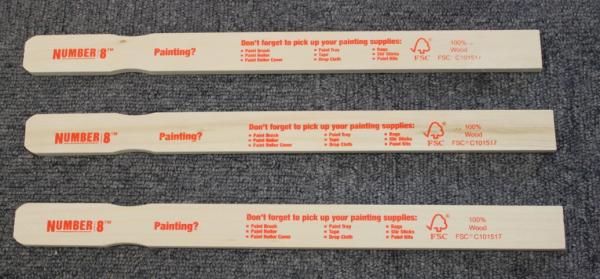 NUMBER 8™ Painting? Don't forget to pick up your painting supplies:
• Paint Brush • Paint Tray • Rags
• Paint Roller • Tape • Stir Sticks
• Paint Roller Cover • Drop Cloth • Paint Kits
FSC
100%
Wood
FSC® C101517
NUMBER 8™ Painting? Don't forget to pick up your painting supplies:
• Paint Brush • Paint Tray • Rags
• Paint Roller • Tape • Stir Sticks
• Paint Roller Cover • Drop Cloth • Paint Kits
FSC
100%
Wood
FSC® C101517
NUMBER 8™ Painting? Don't forget to pick up your painting supplies:
• Paint Brush • Paint Tray • Rags
• Paint Roller • Tape • Stir Sticks
• Paint Roller Cover • Drop Cloth • Paint Kits
FSC
100%
Wood
FSC® C101517